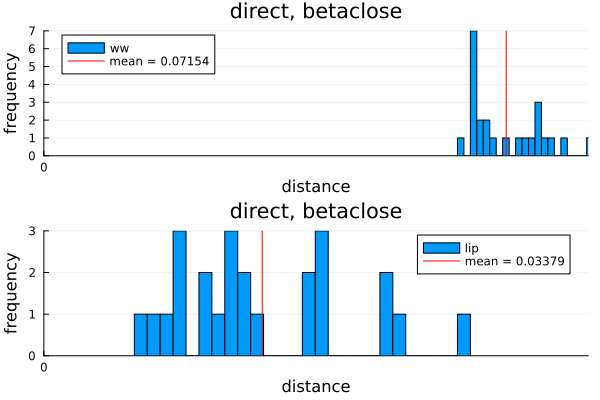 direct, betaclose
frequency
7
6
5
4
3
2
1
0
ww
mean = 0.07154
0
distance
direct, betaclose
frequency
3
2
1
0
lip
mean = 0.03379
0
distance